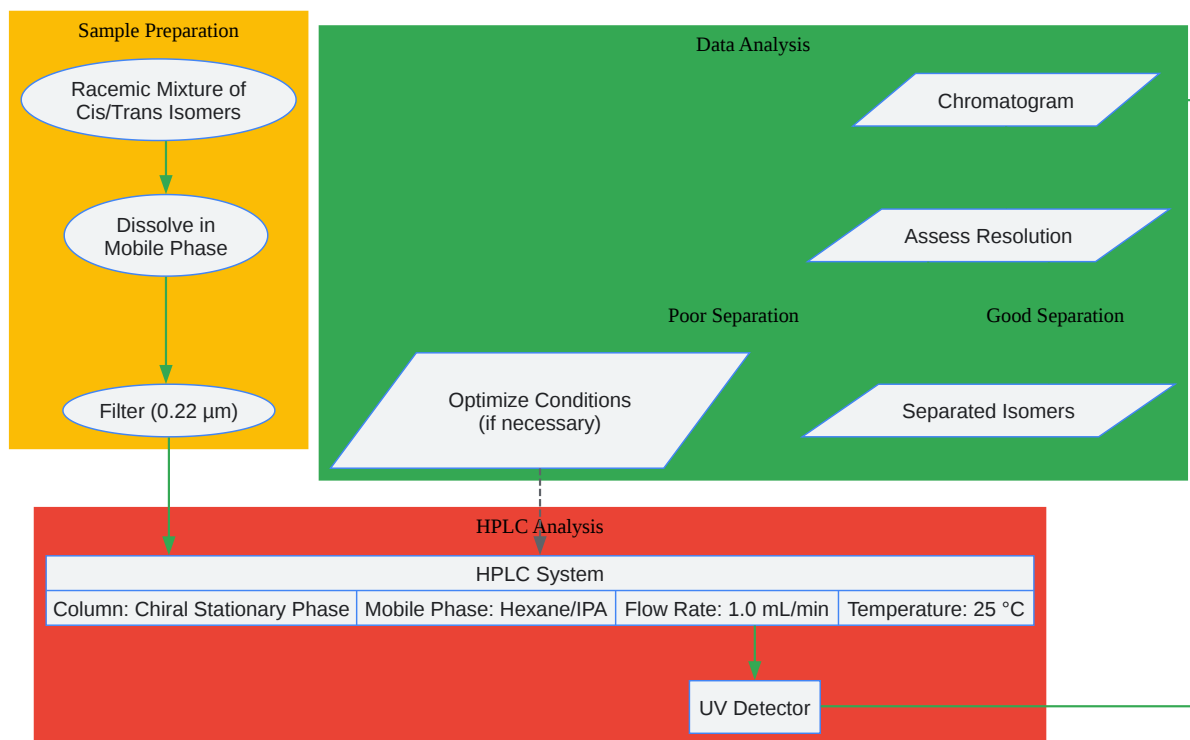 Sample Preparation
Racemic Mixture of
Cis/Trans Isomers
Dissolve in
Mobile Phase
Filter (0.22 µm)
Data Analysis
Chromatogram
Assess Resolution
Poor Separation
Good Separation
Optimize Conditions
(if necessary)
Separated Isomers
HPLC Analysis
HPLC System
Column: Chiral Stationary Phase
Mobile Phase: Hexane/IPA
Flow Rate: 1.0 mL/min
Temperature: 25 °C
UV Detector